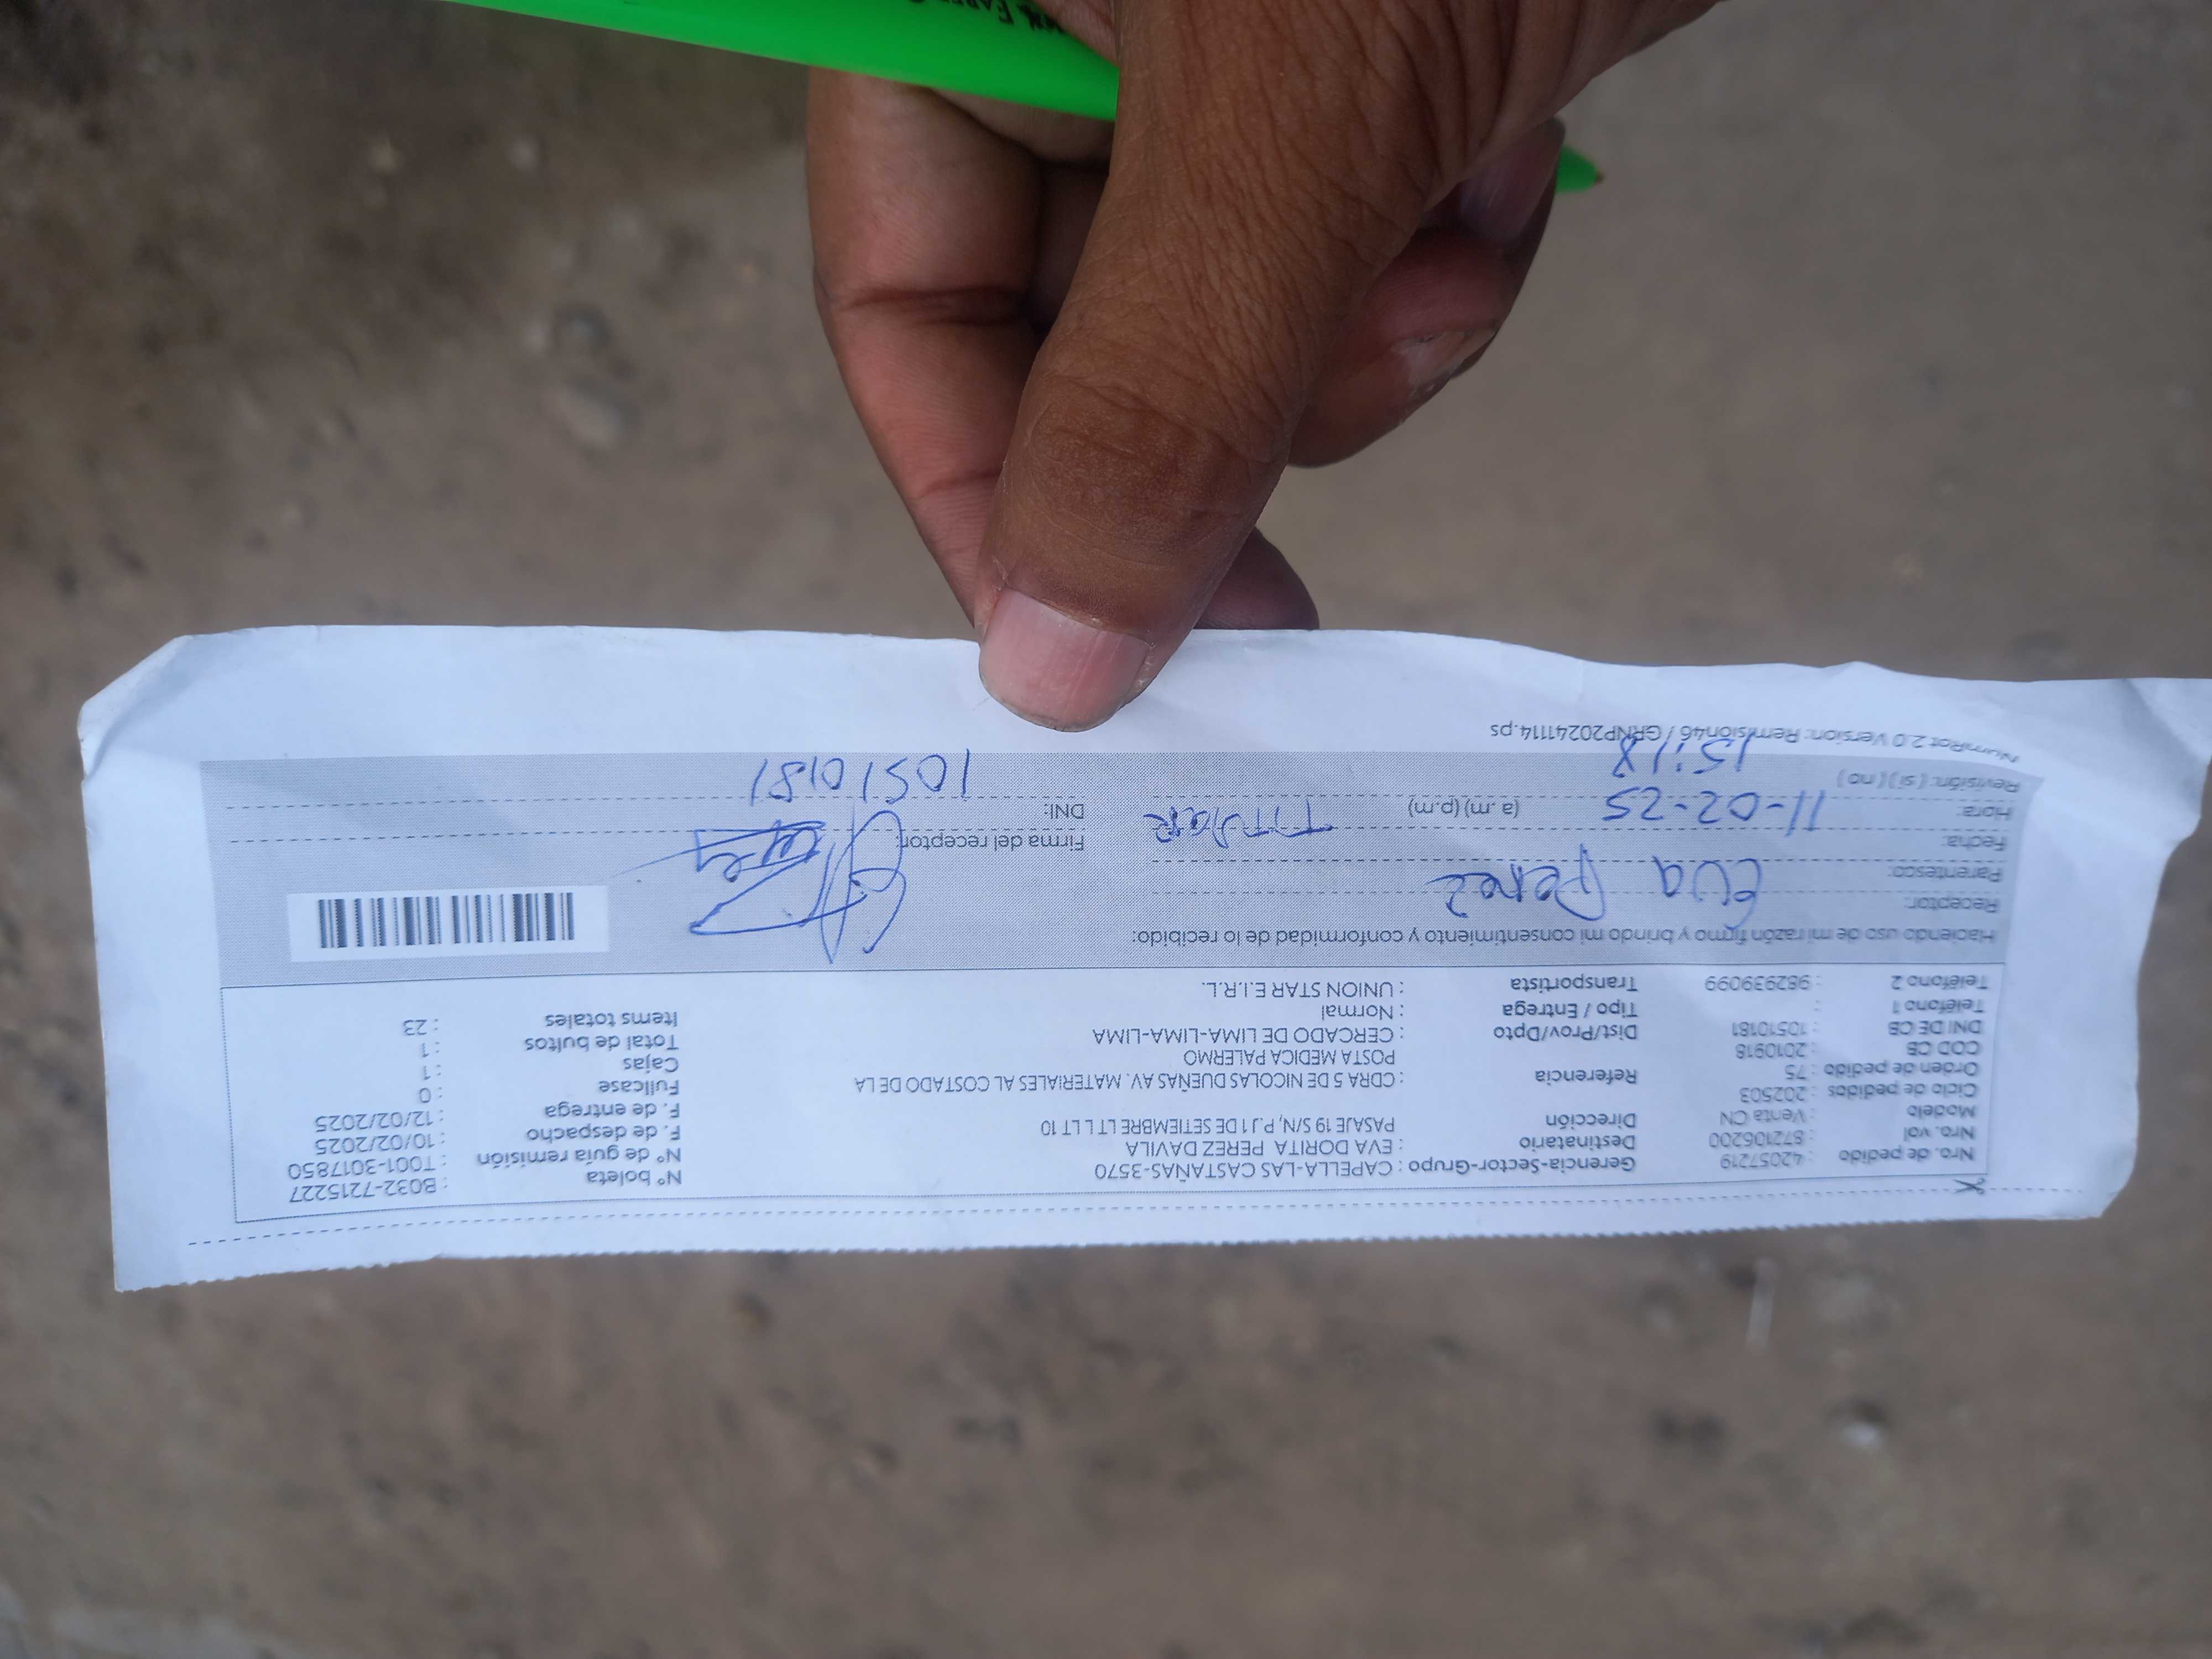 Nro. de pedido : 42057219 Gerencia-Sector-Grupo : CAPELLA-LAS CASTAÑAS-3570 N° boleta : B032-7215227
Nro. vol : 872106200 Destinatario : EVA DORITA PEREZ DAVILA N° de guía remisión : T001-3017850
Modelo : Venta CN Dirección PASAJE 19 S/N, P.J 1 DE SETIEMBRE LT L LT 10 F. de despacho : 10/02/2025
Ciclo de pedidos : 202503 F. de entrega : 12/02/2025
Orden de pedido : 75 Referencia : CDRA 5 DE NICOLAS DUEÑAS AV. MATERIALES AL COSTADO DE LA Fullcase : 0
COD CB : 2010918 POSTA MEDICA PALERMO Cajas : 1
DNI DE CB : 10510181 Dist/Prov/Dpto : CERCADO DE LIMA-LIMA-LIMA Total de bultos : 1
Teléfono 1 : Tipo / Entrega : Normal Items totales : 23
Teléfono 2 : 982939099 Transportista : UNION STAR E.I.R.L.
Haciendo uso de mi razón firmo y brindo mi consentimiento y conformidad de lo recibido:
Receptor: Eva Perez
Parentesco:
Fecha: 11-02-25 TITULAR Firma del receptor:
Hora: (a.m) (p.m) DNI: 10510181
Revisión: ( si ) ( no ) 15:18
NumRot 2.0 Version: Remision46 / GRNP20241114.ps